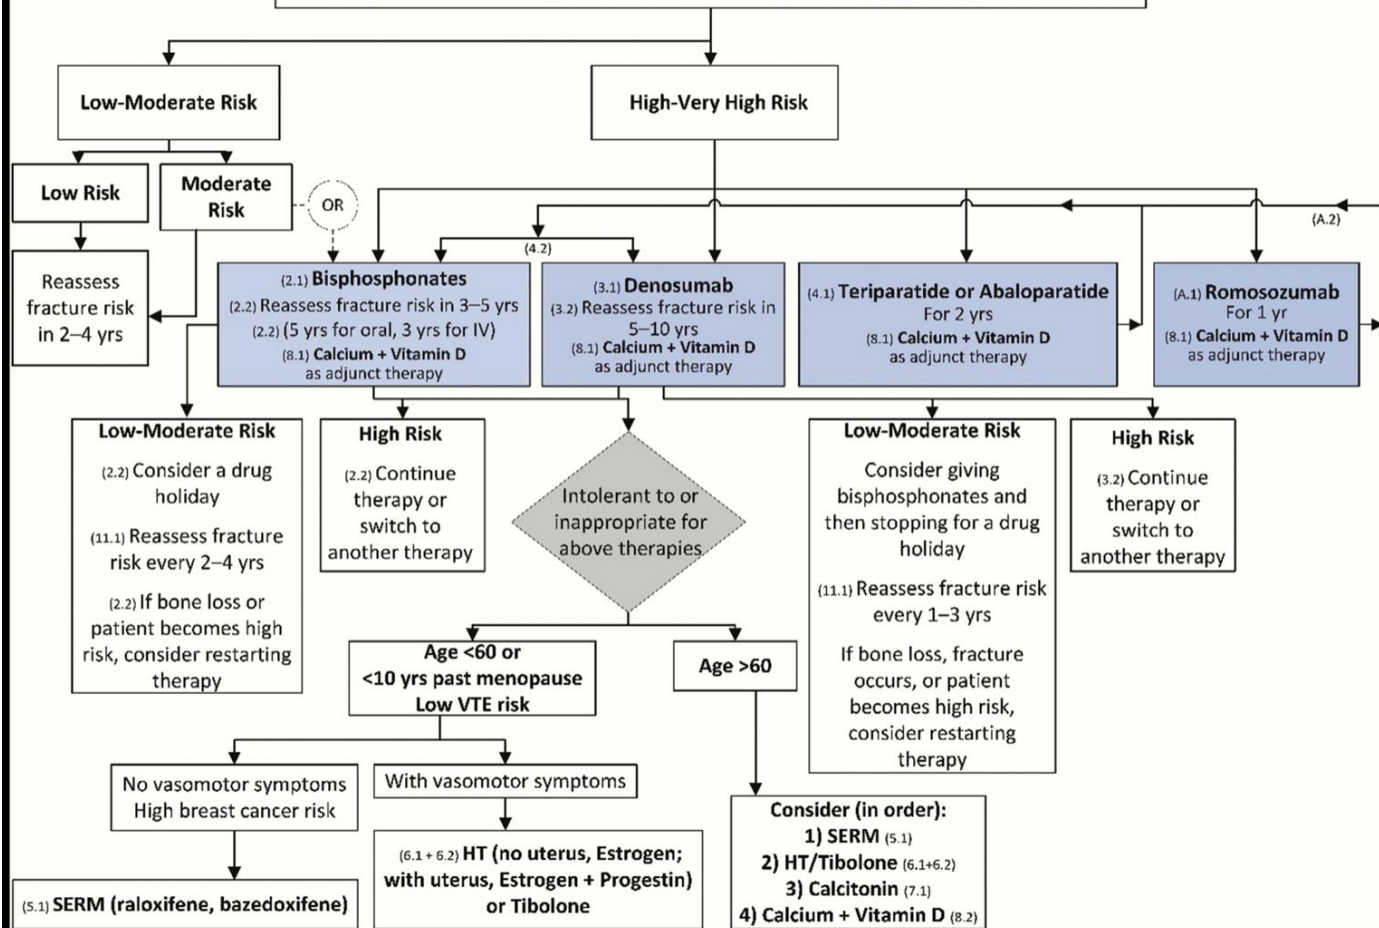 Low-Moderate Risk
High-Very High Risk
Low Risk
Moderate
Risk
OR
(A.2)
(4.2)
Reassess
fracture risk
in 2–4 yrs
(2.1) Bisphosphonates
(2.2) Reassess fracture risk in 3–5 yrs
(2.2) (5 yrs for oral, 3 yrs for IV)
(8.1) Calcium + Vitamin D
as adjunct therapy
(3.1) Denosumab
(3.2) Reassess fracture risk in
5–10 yrs
(8.1) Calcium + Vitamin D
as adjunct therapy
(4.1) Teriparatide or Abaloparatide
For 2 yrs
(8.1) Calcium + Vitamin D
as adjunct therapy
(A.1) Romosozumab
For 1 yr
(8.1) Calcium + Vitamin D
as adjunct therapy
Low-Moderate Risk
(2.2) Consider a drug
holiday
(11.1) Reassess fracture
risk every 2–4 yrs
(2.2) If bone loss or
patient becomes high
risk, consider restarting
therapy
High Risk
(2.2) Continue
therapy or
switch to
another therapy
Intolerant to or
inappropriate for
above therapies
Low-Moderate Risk
Consider giving
bisphosphonates and
then stopping for a drug
holiday
(11.1) Reassess fracture risk
every 1–3 yrs
If bone loss, fracture
occurs, or patient
becomes high risk,
consider restarting
therapy
High Risk
(3.2) Continue
therapy or
switch to
another therapy
Age <60 or
<10 yrs past menopause
Low VTE risk
Age >60
No vasomotor symptoms
High breast cancer risk
With vasomotor symptoms
(5.1) SERM (raloxifene, bazedoxifene)
(6.1 + 6.2) HT (no uterus, Estrogen;
with uterus, Estrogen + Progestin)
or Tibolone
Consider (in order):
1) SERM (5.1)
2) HT/Tibolone (6.1+6.2)
3) Calcitonin (7.1)
4) Calcium + Vitamin D (8.2)